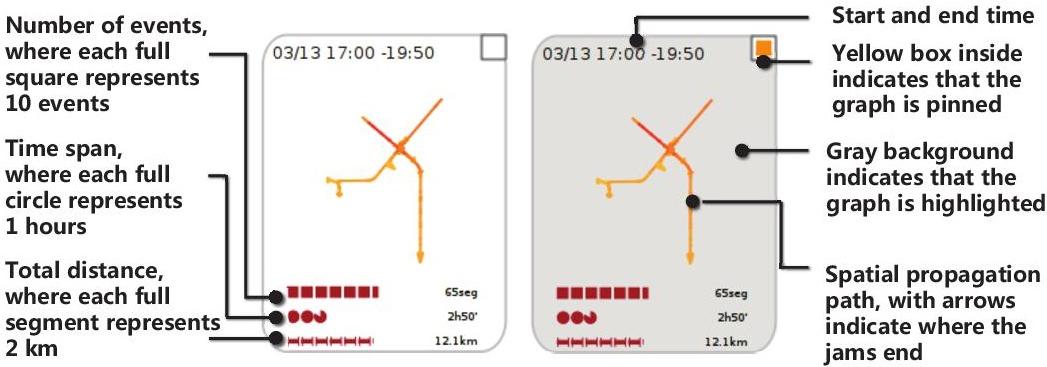 Number of events,
where each full
square represents
10 events
Time span,
where each full
circle represents
1 hours
Total distance,
where each full
segment represents
2 km
03/13 17:00 -19:50
65seg
2h50'
12.1km
03/13 17:00 -19:50
65seg
2h50'
12.1km
Start and end time
Yellow box inside
indicates that the
graph is pinned
Gray background
indicates that the
graph is highlighted
Spatial propagation
path, with arrows
indicate where the
jams end